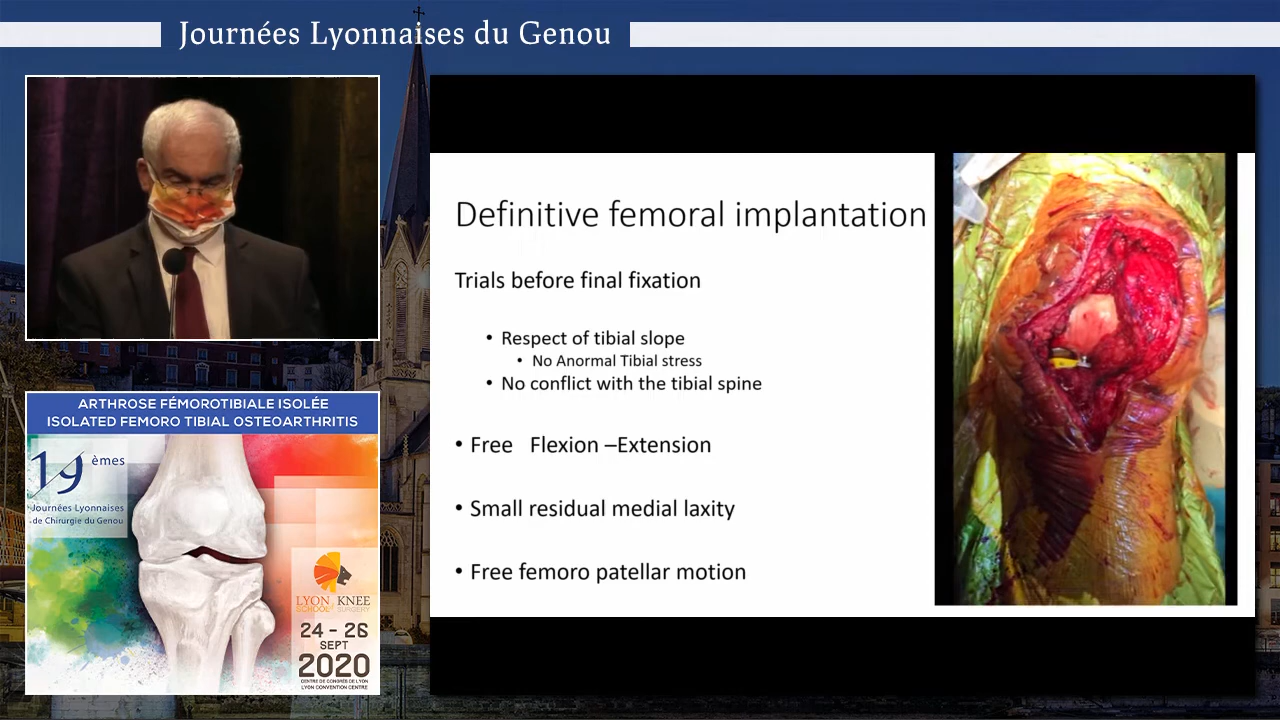 Journées Lyonnaises du Genou
Definitive femoral implantation
Trials before final fixation
• Respect of tibial slope
• No Anormal Tibial stress
• No conflict with the tibial spine
• Free Flexion –Extension
• Small residual medial laxity
• Free femoro patellar motion
ARTHROSE FÉMOROTIBIALE ISOLÉE
ISOLATED FEMORO TIBIAL OSTEOARTHRITIS
19èmes
Journées Lyonnaises
de Chirurgie du Genou
LYON KNEE
SCHOOL OF SURGERY
24 - 26
SEPT
2020
CENTRE DE CONGRÈS DE LYON
LYON CONVENTION CENTRE